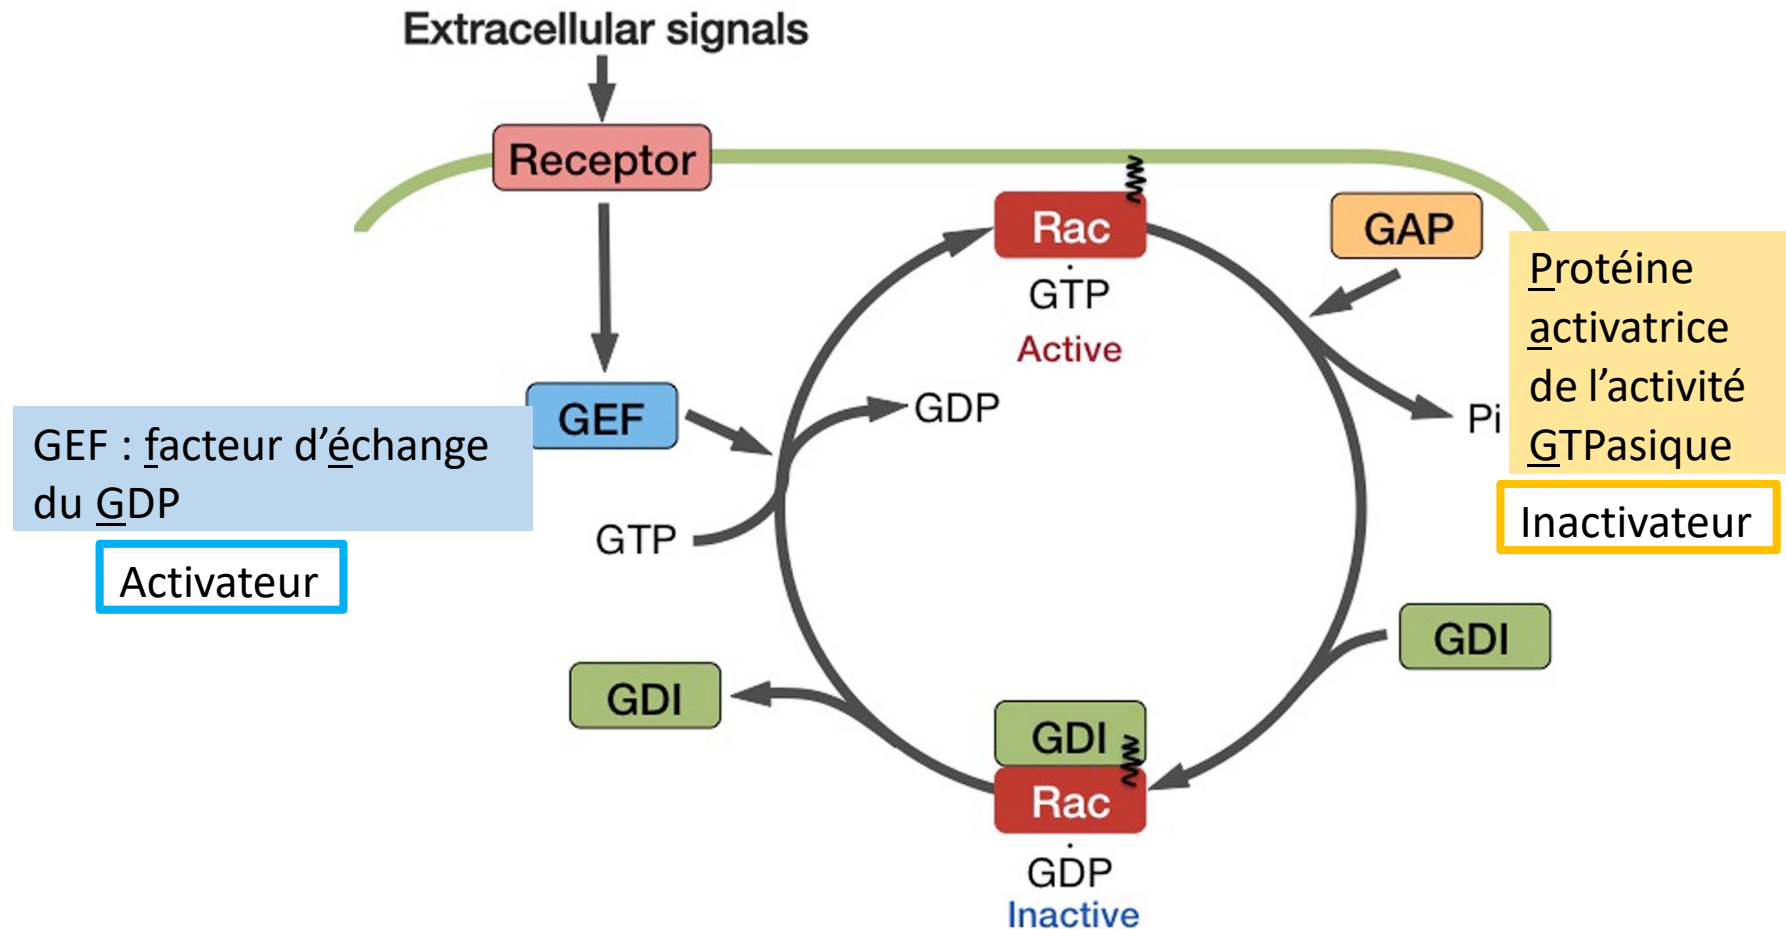 Extracellular signals
Receptor
Rac
GTP
Active
GAP
Protéine
activatrice
de l’activité
GTPasique
Inactivateur
GEF
GEF : facteur d’échange
du GDP
Activateur
GDP
Pi
GTP
GDI
GDI
GDI
Rac
GDP
Inactive